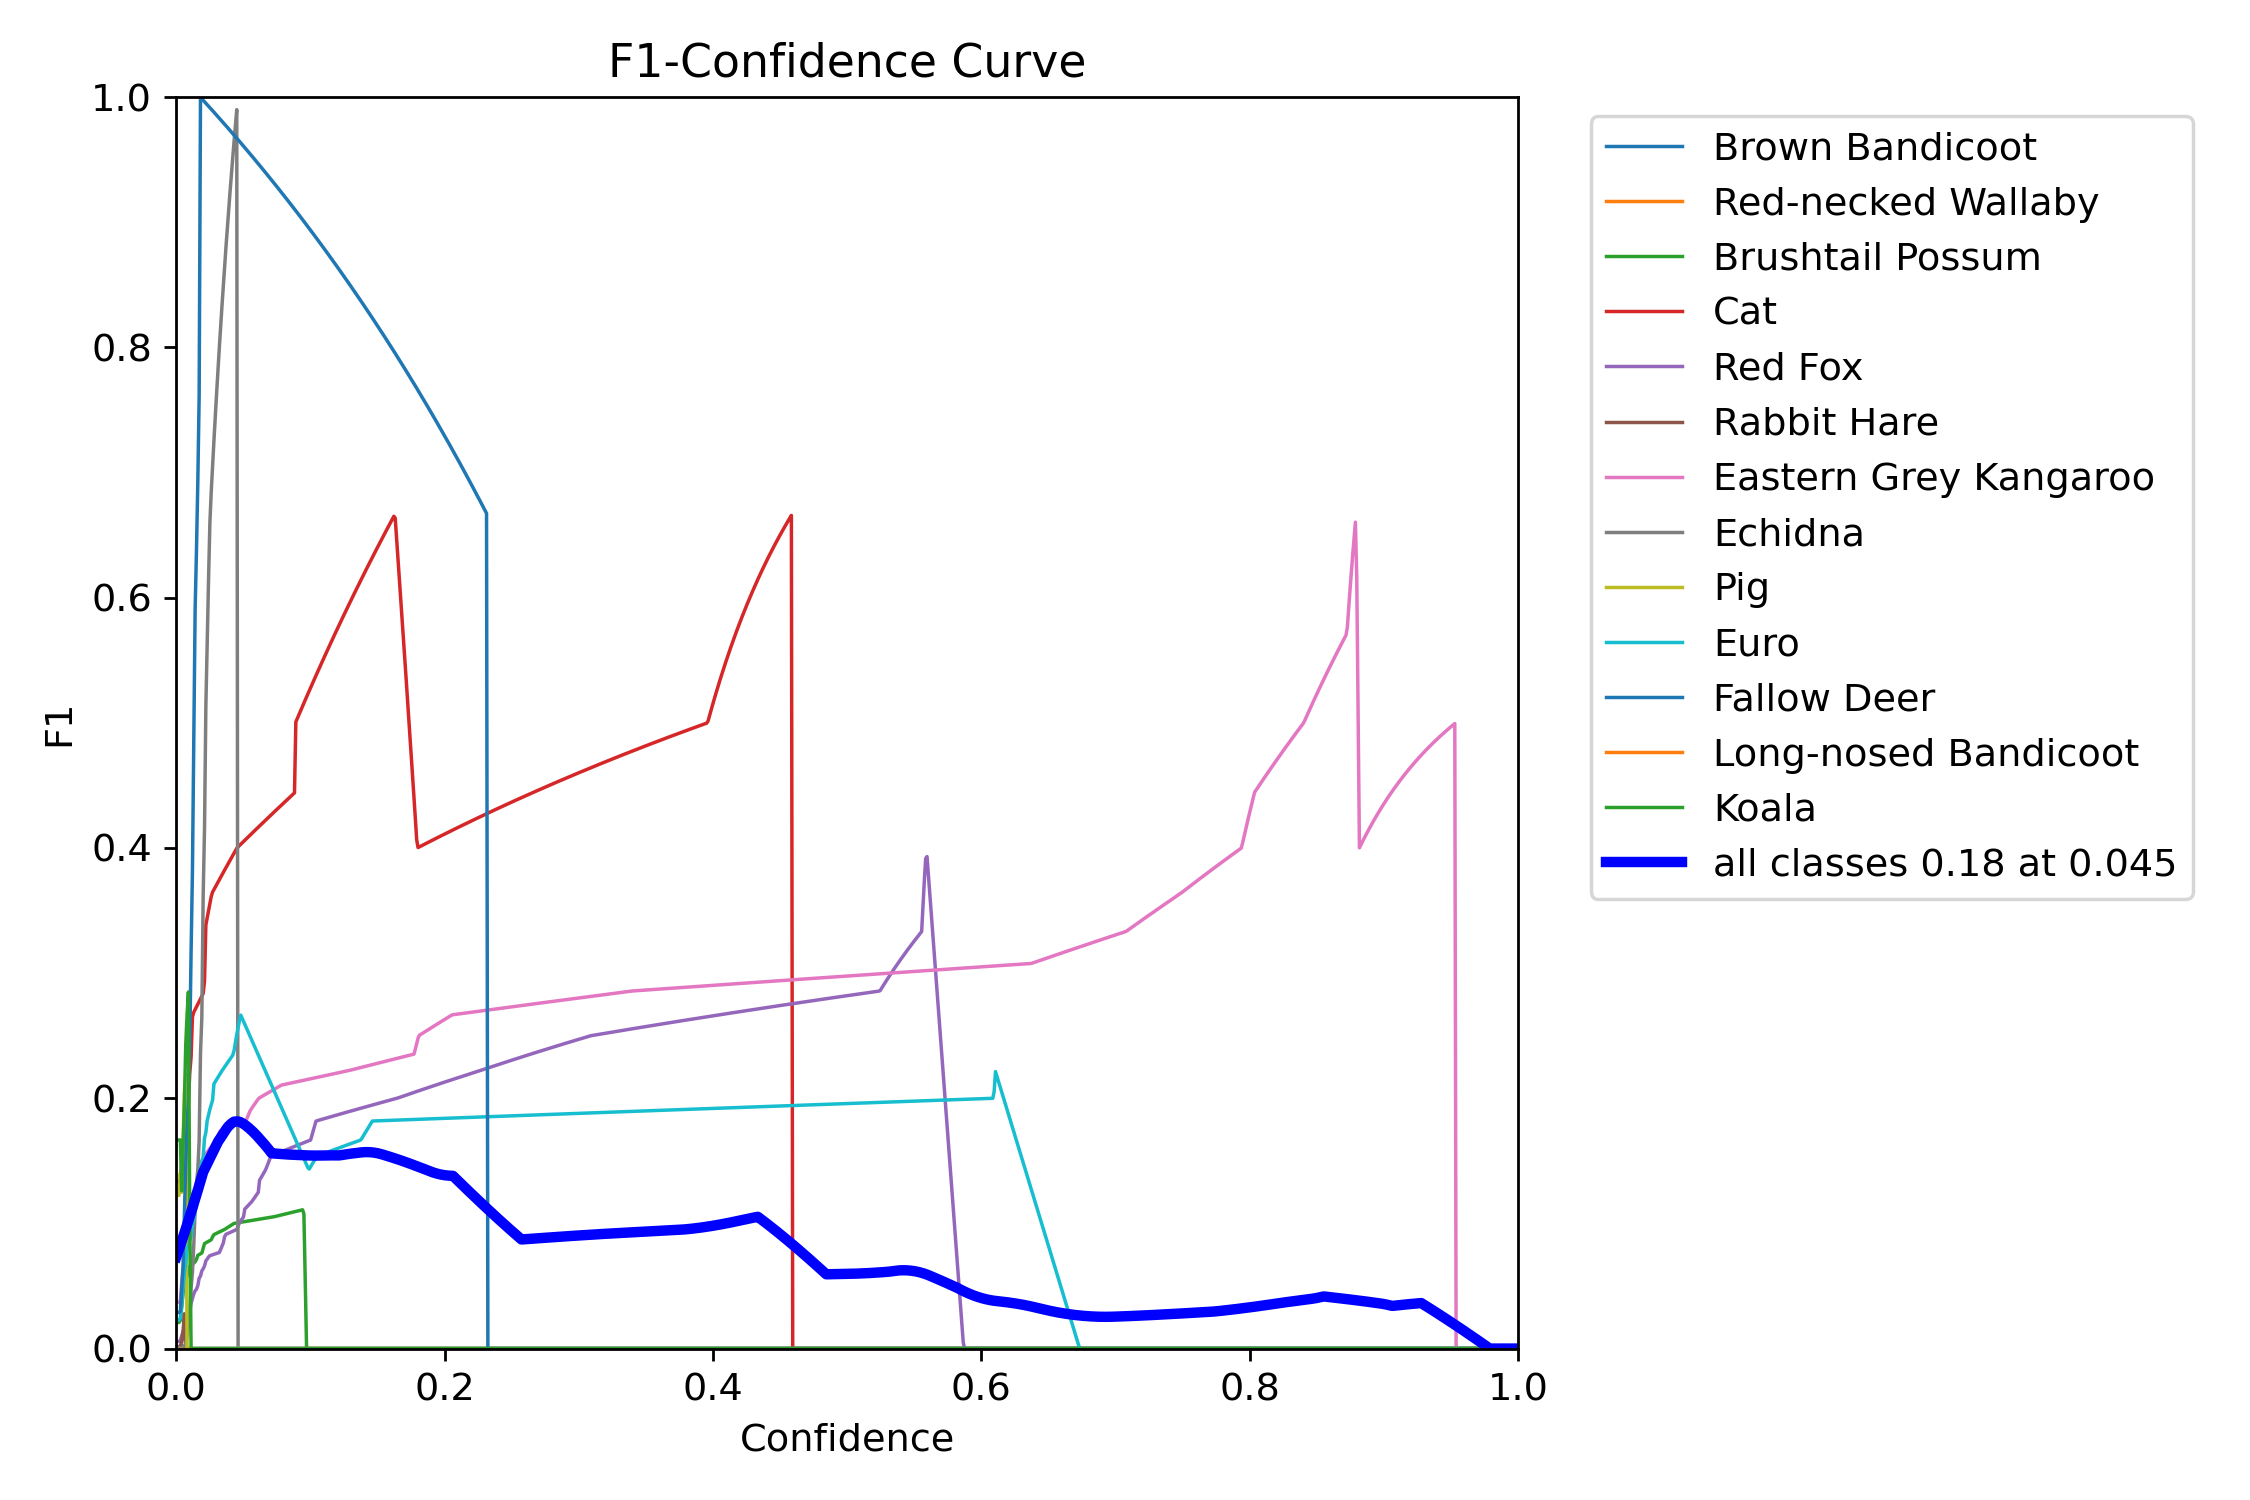 F1-Confidence Curve
1.0
0.8
0.6
0.4
0.2
0.0
F1
0.0 0.2 0.4 0.6 0.8 1.0
Confidence
Brown Bandicoot
Red-necked Wallaby
Brushtail Possum
Cat
Red Fox
Rabbit Hare
Eastern Grey Kangaroo
Echidna
Pig
Euro
Fallow Deer
Long-nosed Bandicoot
Koala
all classes 0.18 at 0.045